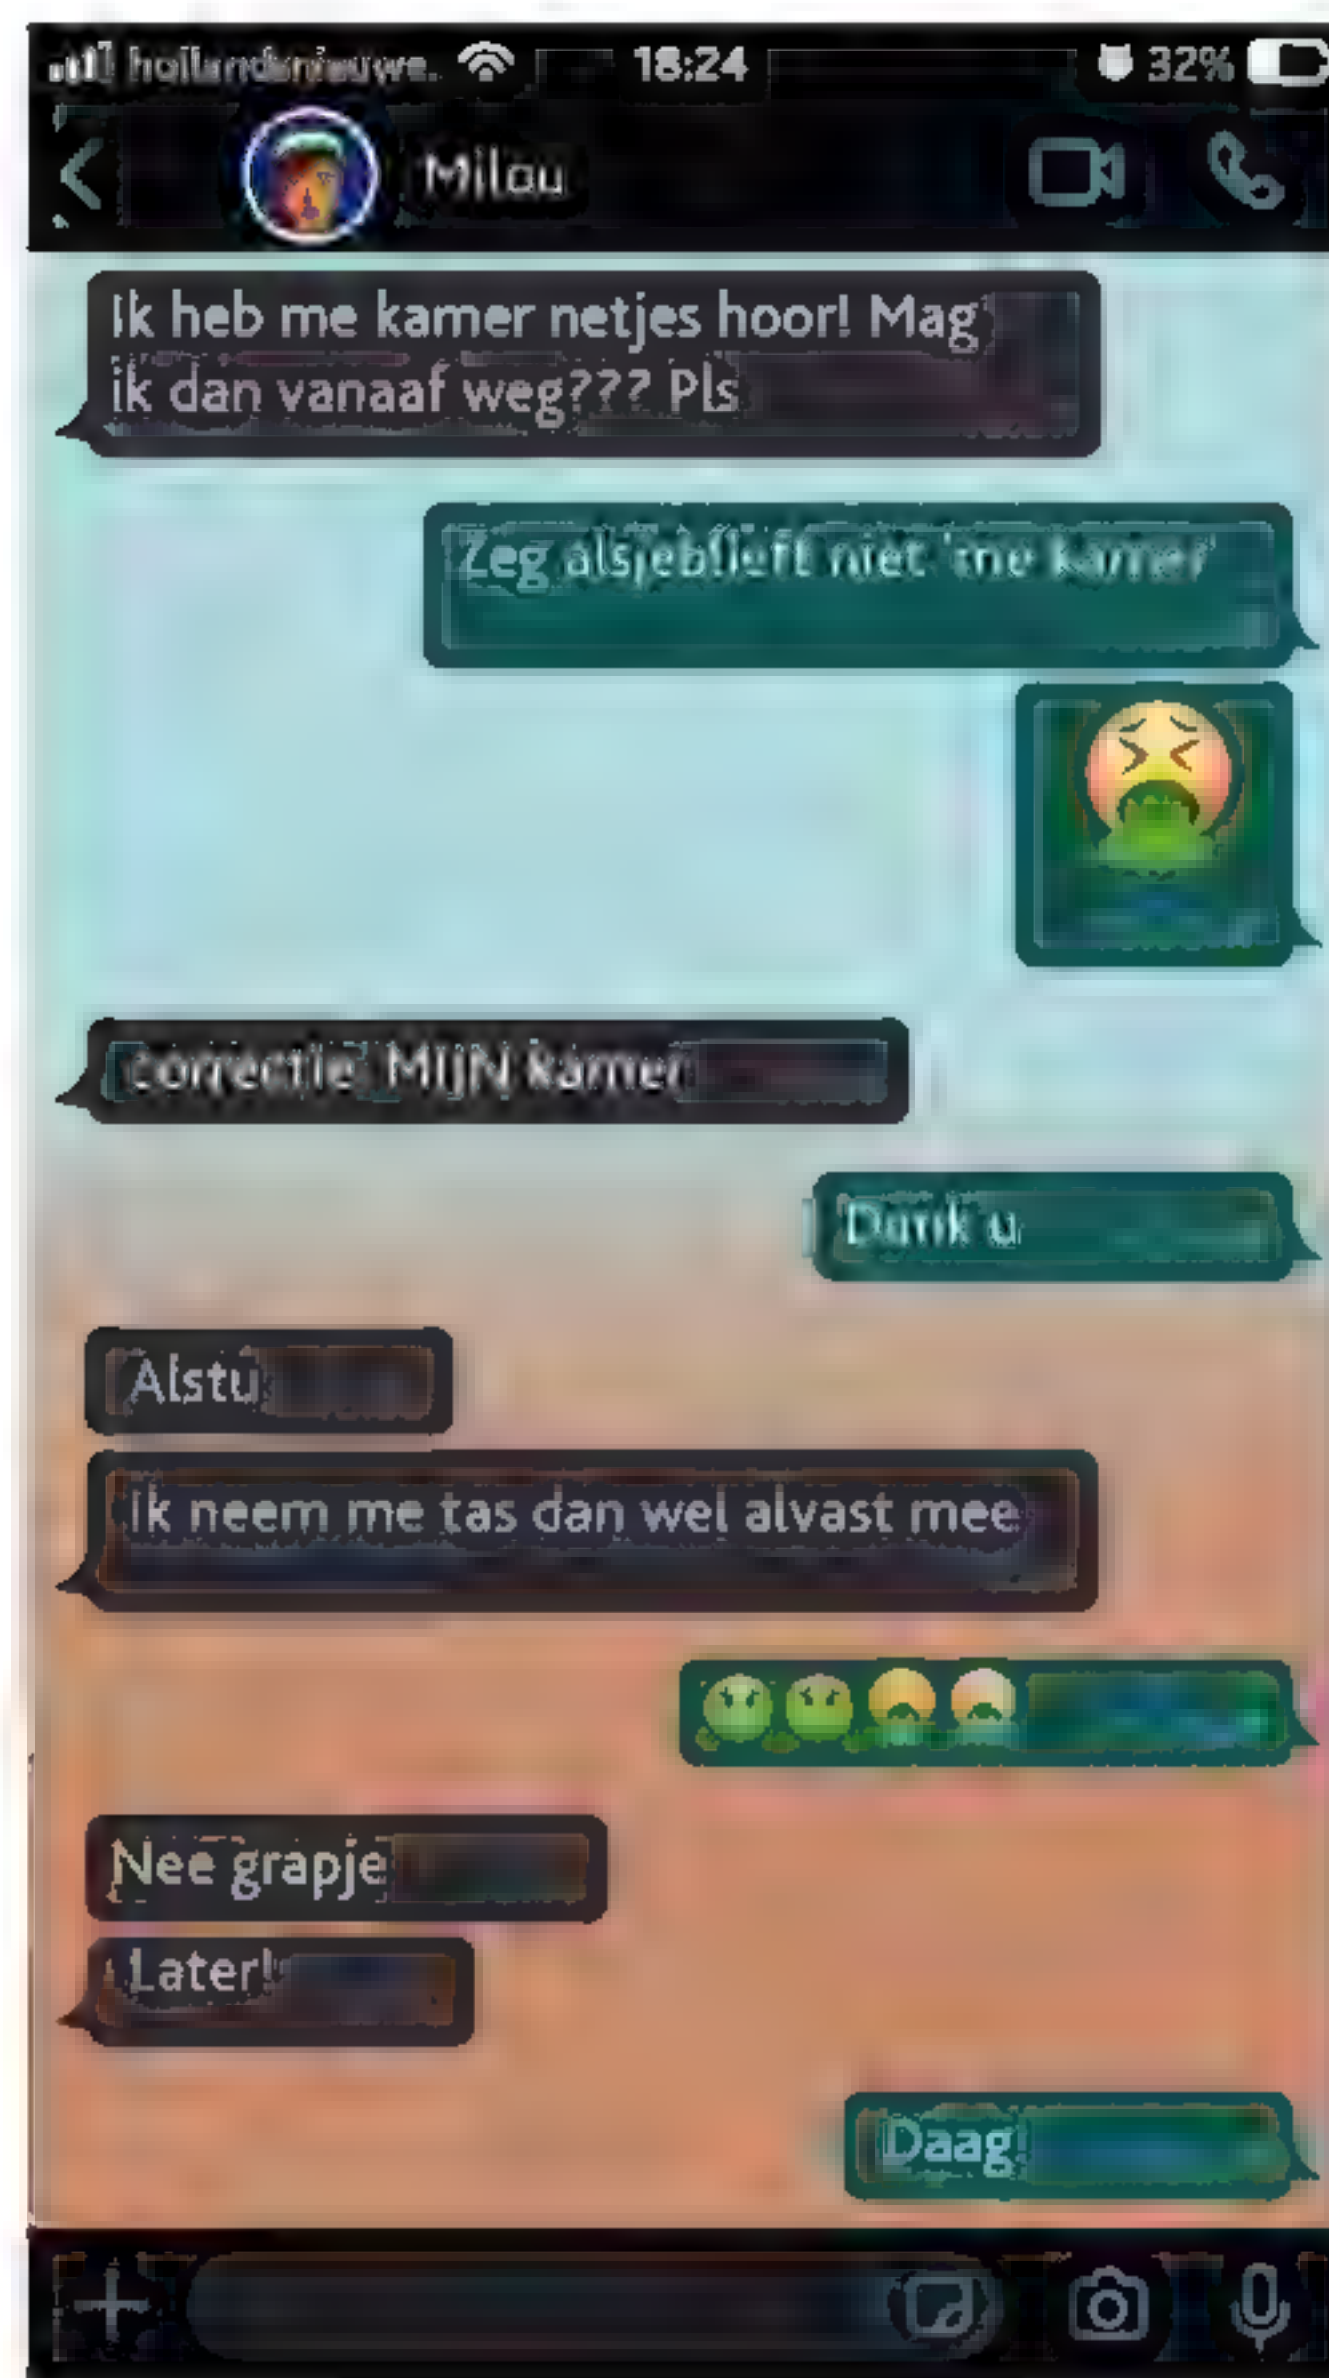 hollandsnieuwe. 18:24 32%
Milou
Ik heb me kamer netjes hoor! Mag
ik dan vanaaf weg??? Pls
Zeg alsjeblieft niet 'me kamer'
correctie: MIJN kamer
Dank u
Alstu
Ik neem me tas dan wel alvast mee
Nee grapje
Later!
Daag!